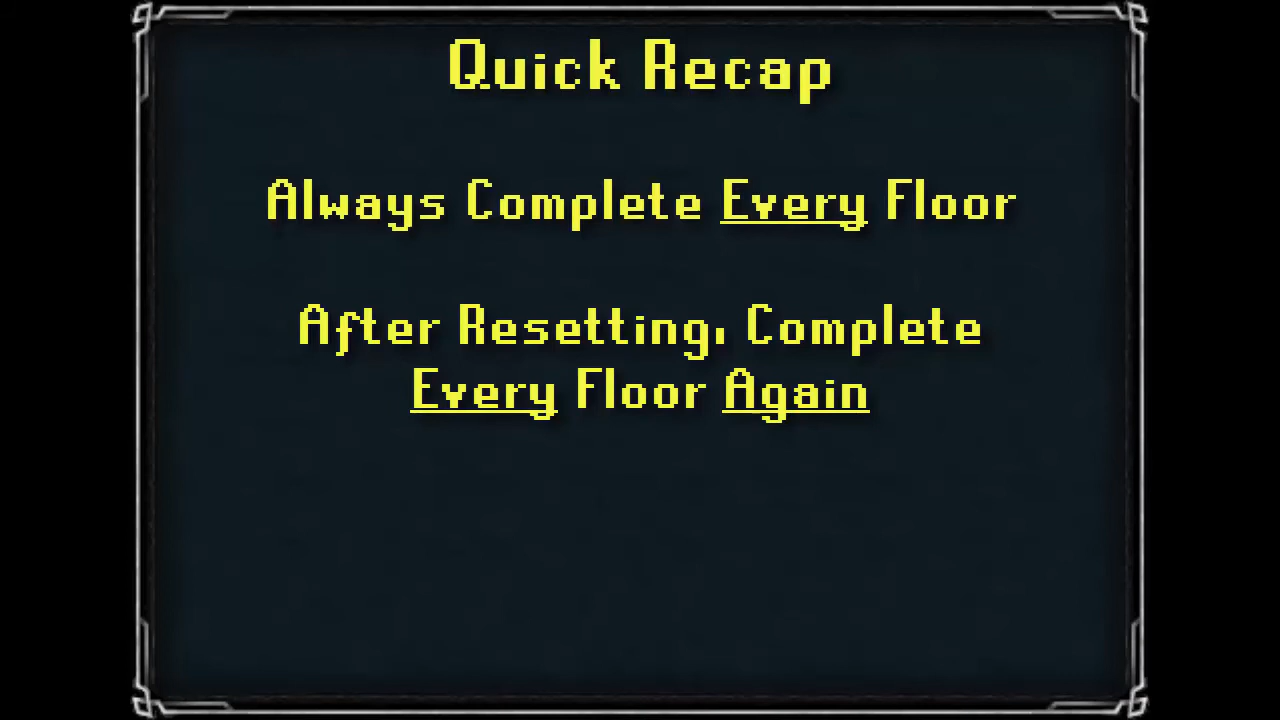 Quick Recap
Always Complete Every Floor
After Resetting, Complete
Every Floor Again